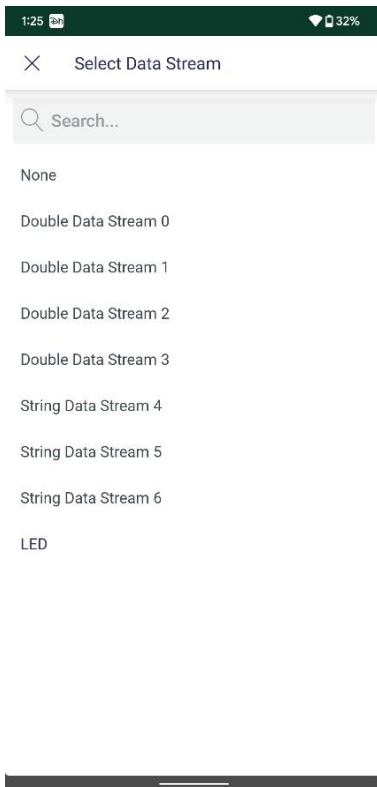 1:25 32%
Select Data Stream
Search...
None
Double Data Stream 0
Double Data Stream 1
Double Data Stream 2
Double Data Stream 3
String Data Stream 4
String Data Stream 5
String Data Stream 6
LED